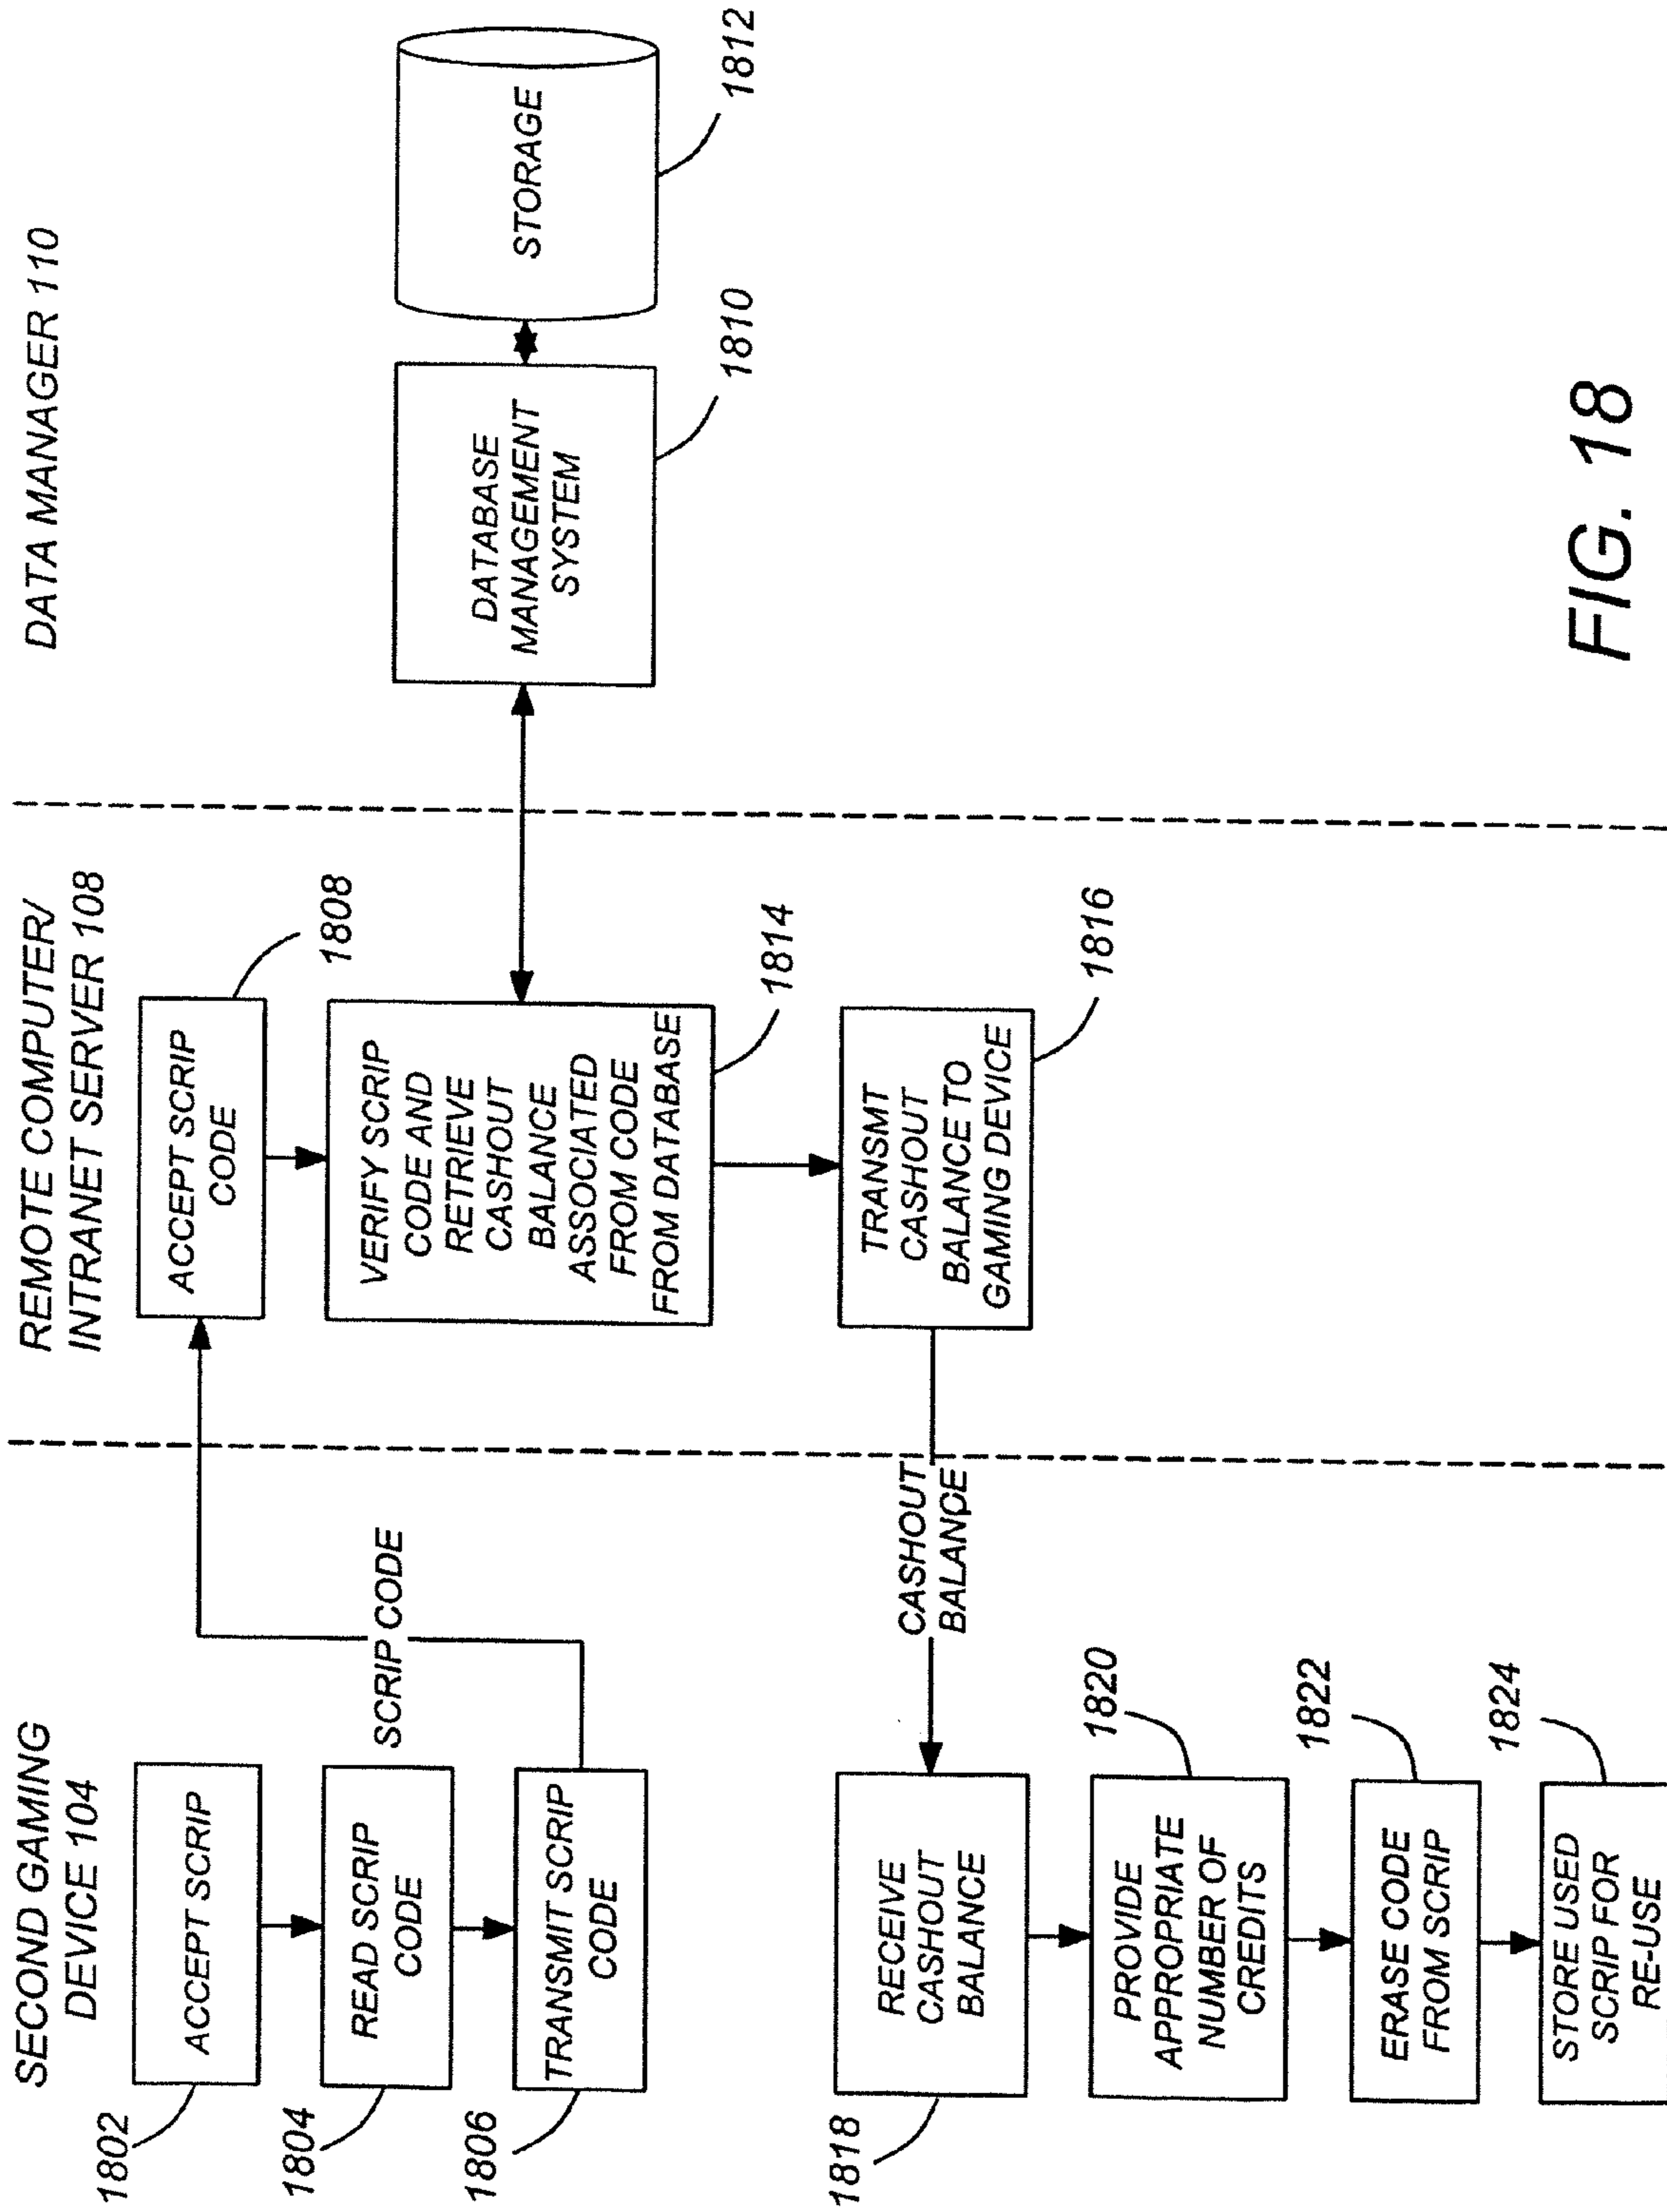 SECOND GAMING
DEVICE 104
1802
ACCEPT SCRIP
1804
READ SCRIP
CODE
1806
TRANSMIT SCRIP
CODE
SCRIP CODE
1818
RECEIVE
CASHOUT
BALANCE
CASHOUT
BALANCE
1820
PROVIDE
APPROPRIATE
NUMBER OF
CREDITS
1822
ERASE CODE
FROM SCRIP
1824
STORE USED
SCRIP FOR
RE-USE
REMOTE COMPUTER/
INTRANET SERVER 108
ACCEPT SCRIP
CODE
1808
VERIFY SCRIP
CODE AND
RETRIEVE
CASHOUT
BALANCE
ASSOCIATED
FROM CODE
FROM DATABASE
1814
TRANSMT
CASHOUT
BALANCE TO
GAMING DEVICE
1816
DATA MANAGER 110
DATABASE
MANAGEMENT
SYSTEM
1810
STORAGE
1812
FIG. 18